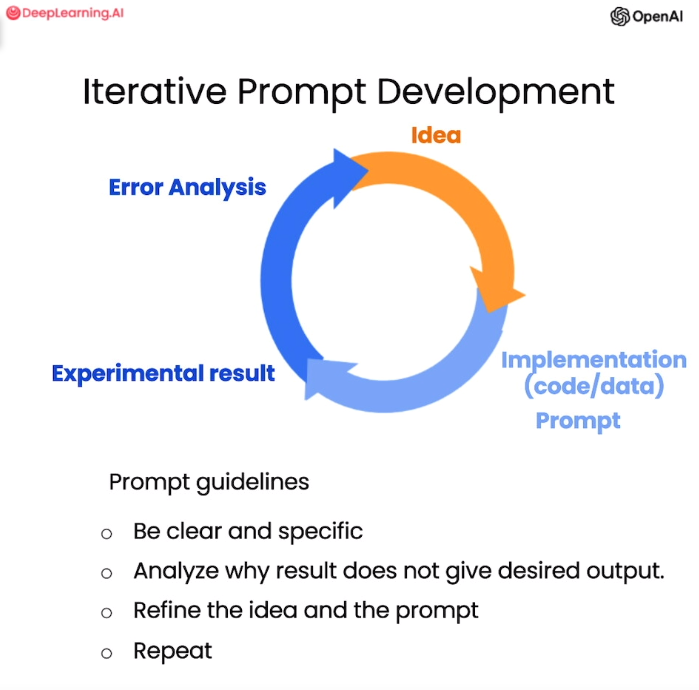 DeepLearning.AI
OpenAI
Iterative Prompt Development
Idea
Error Analysis
Experimental result
Implementation
(code/data)
Prompt
Prompt guidelines
o Be clear and specific
o Analyze why result does not give desired output.
o Refine the idea and the prompt
o Repeat